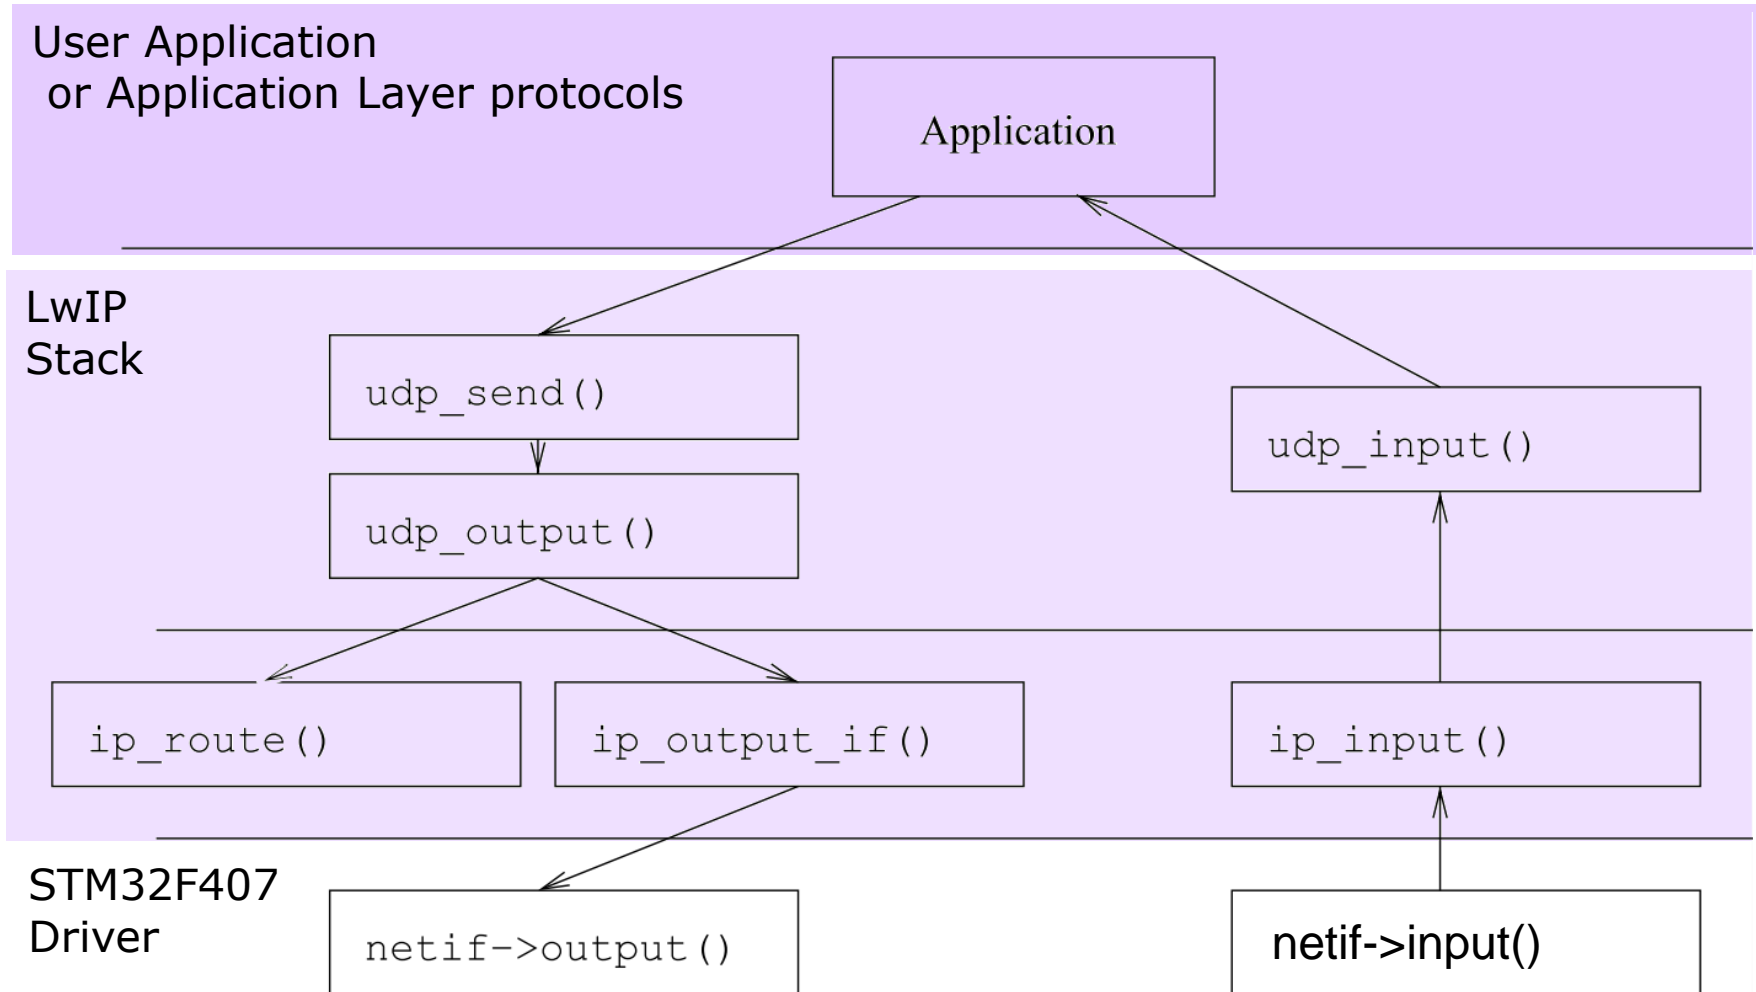 User Application
or Application Layer protocols
Application
LwIP
Stack
udp_send()
udp_input()
udp_output()
ip_route()
ip_output_if()
ip_input()
STM32F407
Driver
netif->output()
netif->input()